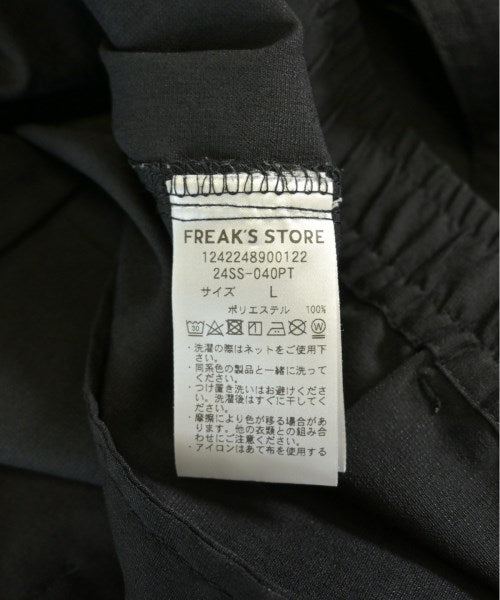 FREAK'S STORE
1242248900122
24SS-040PT
サイズ L
ポリエステル 100%
30 W
・洗濯の際はネットをご使用下さい。
・同系色の製品と一緒に洗ってください。
・つけ置き洗いはお避けください。洗濯後はすぐに干してください。
・摩擦により色が移る場合があります。他の衣類との組み合わせにご注意ください。
・アイロンはあて布を使用する